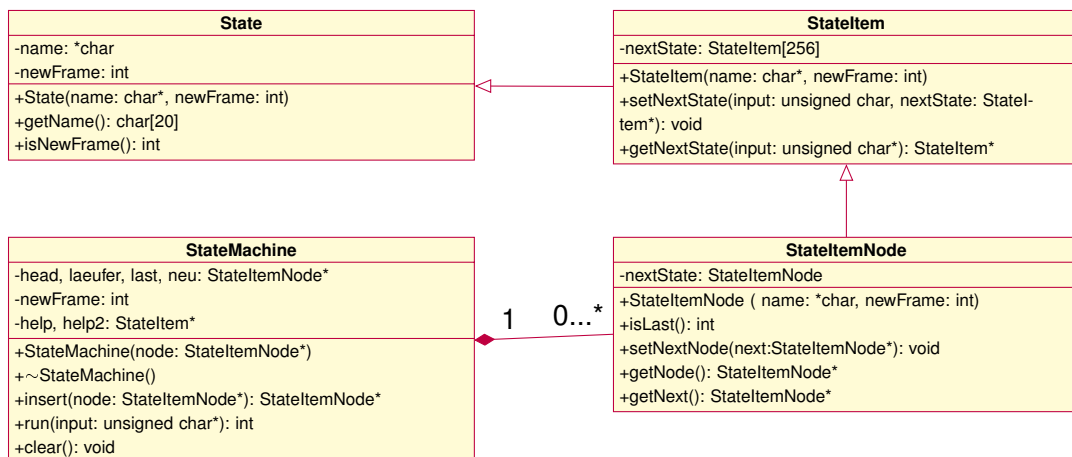 State
-name: *char
-newFrame: int
+State(name: char*, newFrame: int)
+getName(): char[20]
+isNewFrame(): int
StateItem
-nextState: StateItem[256]
+StateItem(name: char*, newFrame: int)
+setNextState(input: unsigned char, nextState: StateI-
tem*): void
+getNextState(input: unsigned char*): StateItem*
StateMachine
-head, laeufer, last, neu: StateItemNode*
-newFrame: int
-help, help2: StateItem*
+StateMachine(node: StateItemNode*)
+~StateMachine()
+insert(node: StateItemNode*): StateItemNode*
+run(input: unsigned char*): int
+clear(): void
1
0...*
StateItemNode
-nextState: StateItemNode
+StateItemNode ( name: *char, newFrame: int)
+isLast(): int
+setNextNode(next:StateItemNode*): void
+getNode(): StateItemNode*
+getNext(): StateItemNode*